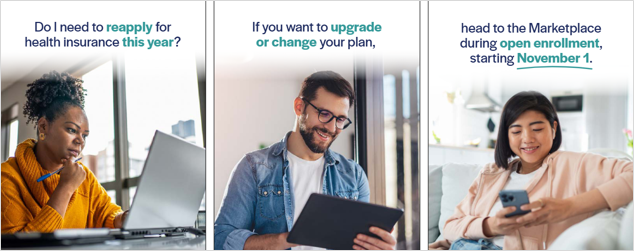 Do I need to reapply for
health insurance this year?
If you want to upgrade
or change your plan,
head to the Marketplace
during open enrollment,
starting November 1.